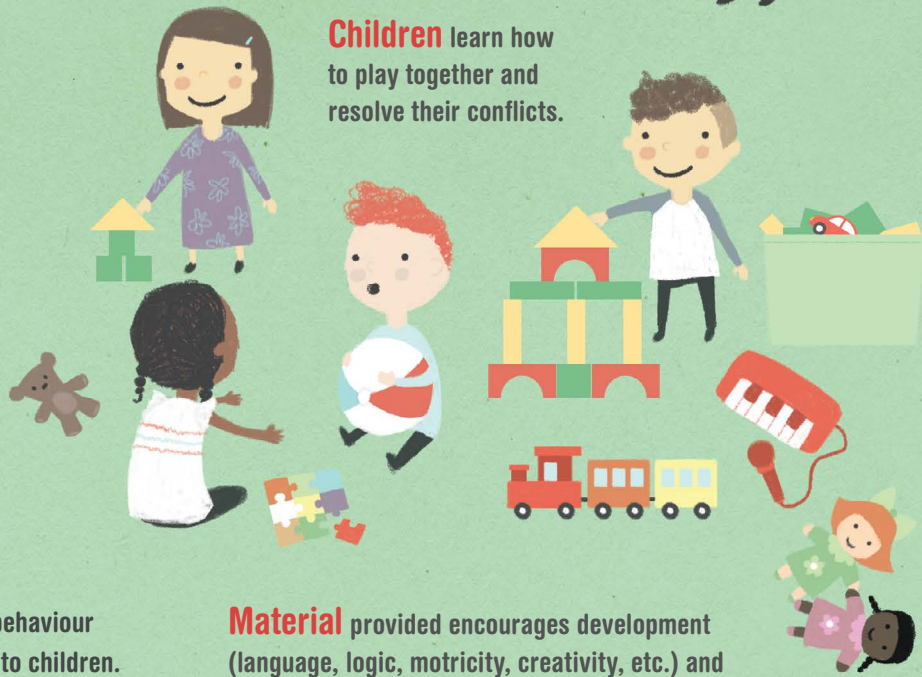 Children learn how
to play together and
resolve their conflicts.
behaviour
to children.
Material provided encourages development
(language, logic, motricity, creativity, etc.) and